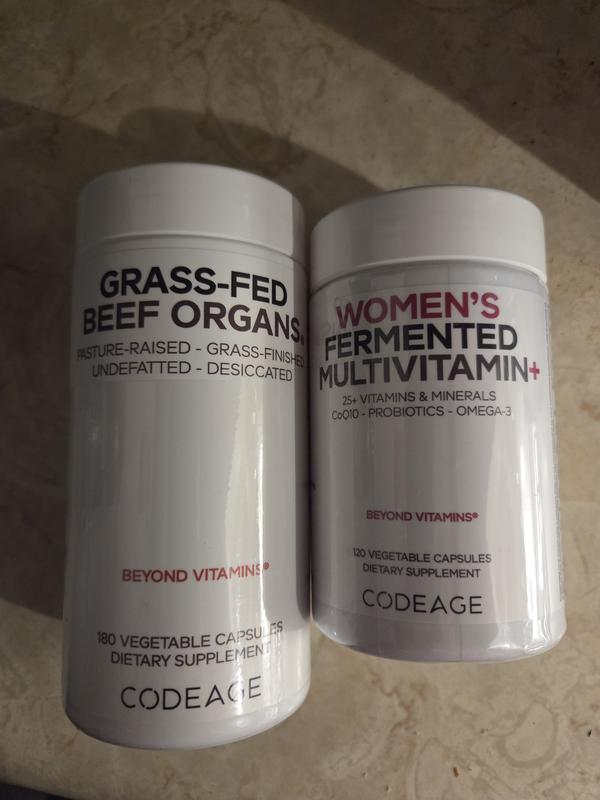 GRASS-FED
BEEF ORGANS
PASTURE-RAISED - GRASS-FINISHED
UNDEFATTED - DESICCATED
BEYOND VITAMINS®
180 VEGETABLE CAPSULES
DIETARY SUPPLEMENT
CODEAGE
WOMEN'S
FERMENTED
MULTIVITAMIN+
25+ VITAMINS & MINERALS
CoQ10 - PROBIOTICS - OMEGA-3
BEYOND VITAMINS®
120 VEGETABLE CAPSULES
DIETARY SUPPLEMENT
CODEAGE